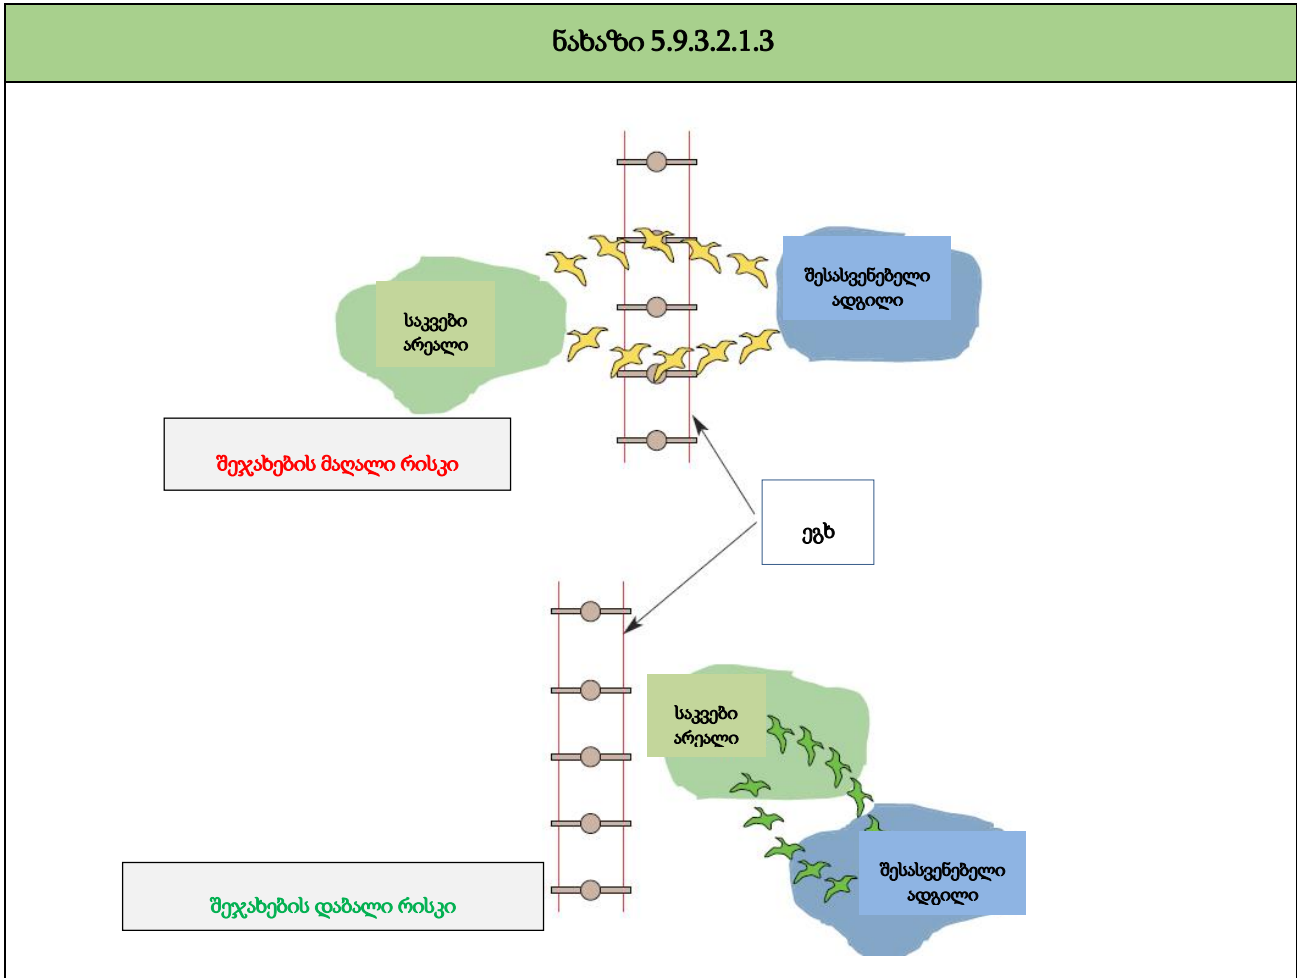 ნახაზი 5.9.3.2.1.3
შესასვენებელი
ადგილი
საკვები
არეალი
შეჯახების მაღალი რისკი
ეგხ
საკვები
არეალი
შესასვენებელი
ადგილი
შეჯახების დაბალი რისკი